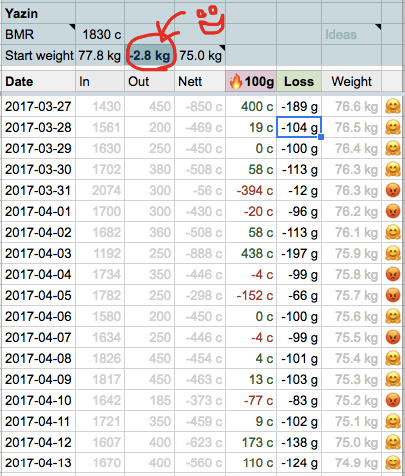 Yazin
BMR 1830 c Ideas
Start weight 77.8 kg -2.8 kg 75.0 kg
Date In Out Nett 🔥100g Loss Weight
2017-03-27 1430 450 -850 c 400 c -189 g 76.6 kg 🤗
2017-03-28 1561 200 -469 c 19 c -104 g 76.5 kg 🤗
2017-03-29 1630 250 -450 c 0 c -100 g 76.4 kg 🤗
2017-03-30 1702 380 -508 c 58 c -113 g 76.3 kg 🤗
2017-03-31 2074 300 -56 c -394 c -12 g 76.3 kg 😡
2017-04-01 1700 300 -430 c -20 c -96 g 76.2 kg 😡
2017-04-02 1682 360 -508 c 58 c -113 g 76.1 kg 🤗
2017-04-03 1192 250 -888 c 438 c -197 g 75.9 kg 🤗
2017-04-04 1734 350 -446 c -4 c -99 g 75.8 kg 😡
2017-04-05 1782 250 -298 c -152 c -66 g 75.7 kg 😡
2017-04-06 1580 200 -450 c 0 c -100 g 75.6 kg 🤗
2017-04-07 1634 250 -446 c -4 c -99 g 75.5 kg 😡
2017-04-08 1826 450 -454 c 4 c -101 g 75.4 kg 🤗
2017-04-09 1817 450 -463 c 13 c -103 g 75.3 kg 🤗
2017-04-10 1642 185 -373 c -77 c -83 g 75.2 kg 😡
2017-04-11 1721 350 -459 c 9 c -102 g 75.1 kg 🤗
2017-04-12 1607 400 -623 c 173 c -138 g 75.0 kg 🤗
2017-04-13 1670 400 -560 c 110 c -124 g 74.9 kg 🤗